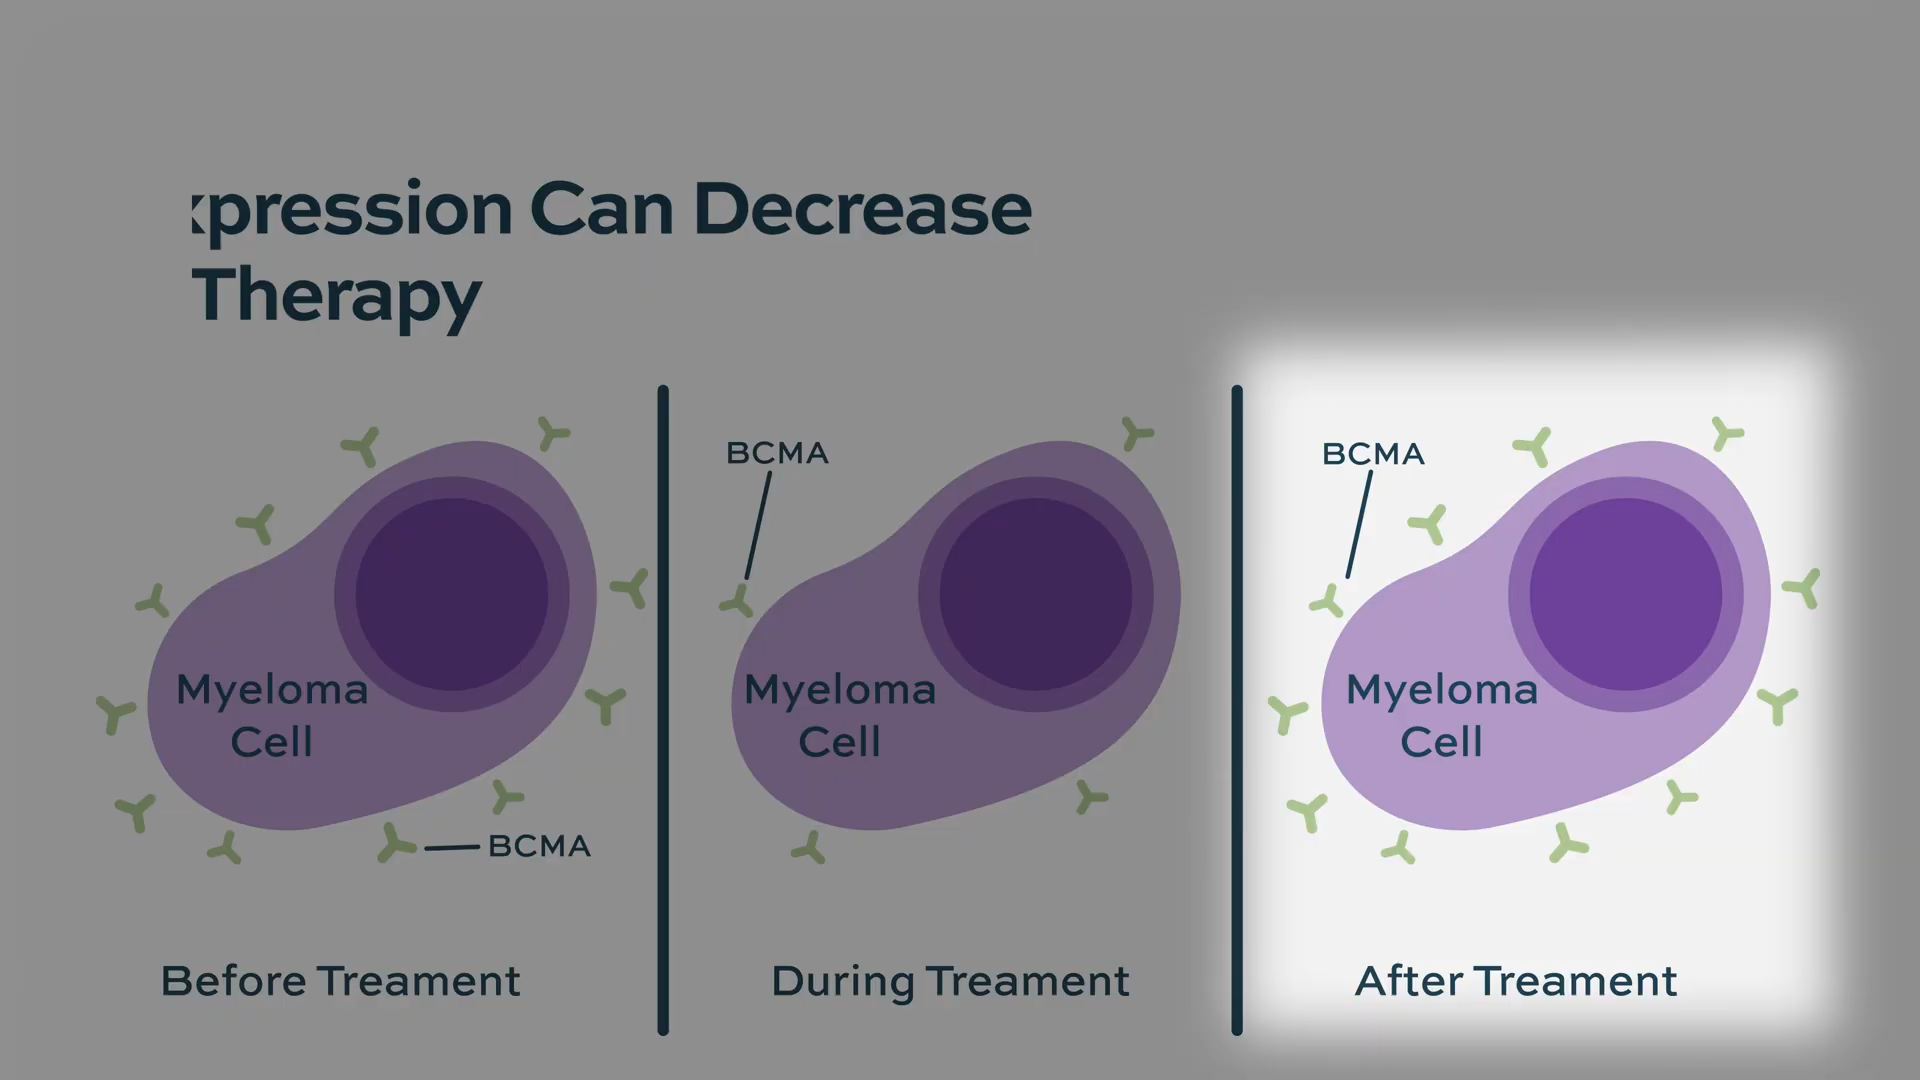 xpression Can Decrease
Therapy
BCMA
BCMA
Myeloma
Cell
Myeloma
Cell
Myeloma
Cell
BCMA
Before Treament
During Treament
After Treament